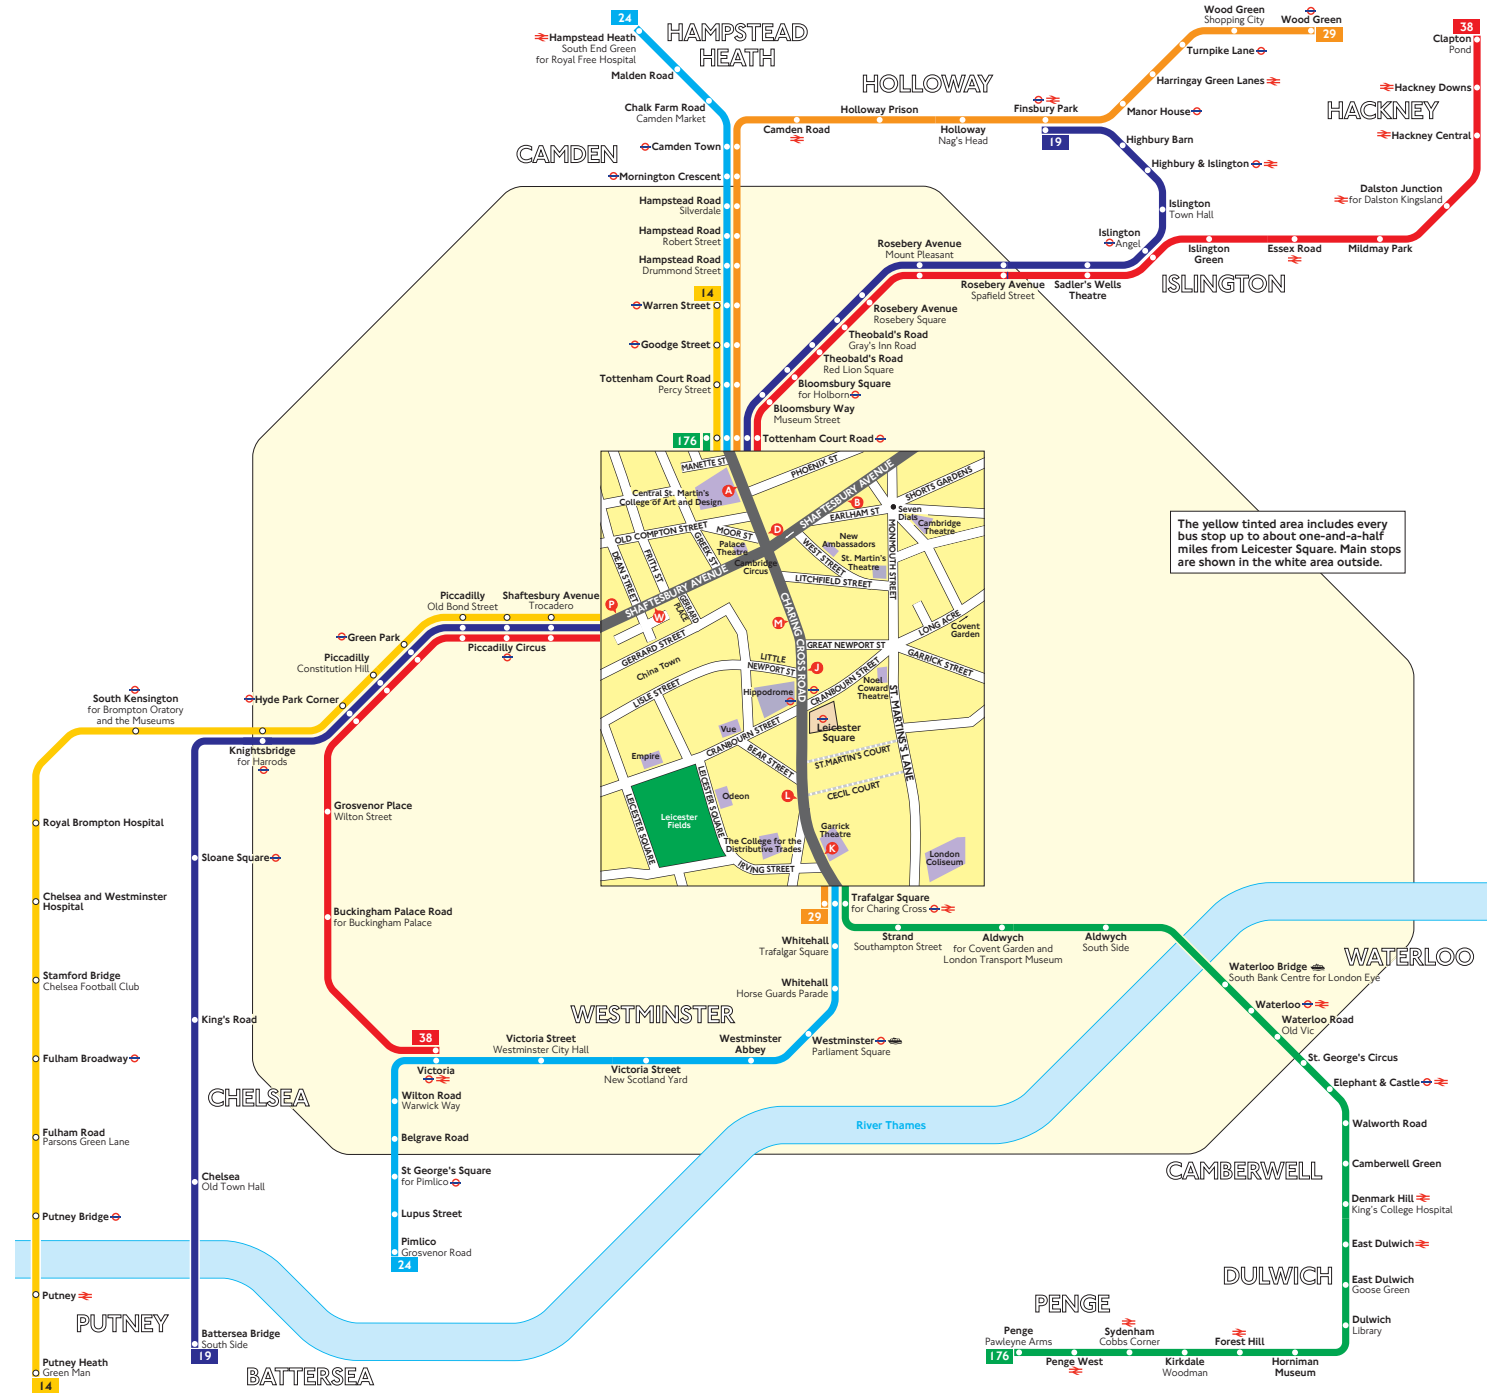 24
HAMPSTEAD
HEATH
Hampstead Heath
South End Green
for Royal Free Hospital
Malden Road
Chalk Farm Road
Camden Market
CAMDEN
Camden Town
Mornington Crescent
Hampstead Road
Silverdale
Hampstead Road
Robert Street
Hampstead Road
Drummond Street
14
Warren Street
Goodge Street
Tottenham Court Road
Percy Street
176
Tottenham Court Road
HOLLOWAY
Camden Road
Holloway Prison
Holloway
Nag's Head
Finsbury Park
19
Manor House
Harringay Green Lanes
Turnpike Lane
Wood Green
Shopping City
Wood Green
29
38
Clapton
Pond
Hackney Downs
HACKNEY
Hackney Central
Dalston Junction
for Dalston Kingsland
Mildmay Park
Essex Road
Islington
Green
ISLINGTON
Highbury Barn
Highbury & Islington
Islington
Town Hall
Islington
Angel
Sadler's Wells
Theatre
Rosebery Avenue
Spafield Street
Rosebery Avenue
Mount Pleasant
Rosebery Avenue
Rosebery Square
Theobald's Road
Gray's Inn Road
Theobald's Road
Red Lion Square
Bloomsbury Square
for Holborn
Bloomsbury Way
Museum Street
The yellow tinted area includes every
bus stop up to about one-and-a-half
miles from Leicester Square. Main stops
are shown in the white area outside.
MANETTE ST
PHOENIX ST
SHAFTESBURY AVENUE
SHORTS GARDENS
Central St. Martin's
College of Art and Design
A
B
D
EARLHAM ST
Seven
Dials
Cambridge
Theatre
OLD COMPTON STREET
MOOR ST
GREEK ST
FRITH ST
DEAN STREET
Palace
Theatre
Cambridge
Circus
New
Ambassadors
WEST STREET
St. Martin's
Theatre
MONMOUTH STREET
LITCHFIELD STREET
SHAFTESBURY AVENUE
P
W
GERRARD
PLACE
M
CHARING CROSS ROAD
LONG ACRE
Covent
Garden
GERRARD STREET
China Town
GREAT NEWPORT ST
GARRICK STREET
LITTLE
NEWPORT ST
J
LISLE STREET
Hippodrome
CRANBOURN STREET
Noel
Coward
Theatre
ST. MARTINS'S LANE
Vue
CRANBOURN STREET
Leicester
Square
Empire
BEAR STREET
ST.MARTIN'S COURT
LEICESTER SQUARE
LEICESTER SQUARE
Odeon
L
CECIL COURT
Leicester
Fields
Garrick
Theatre
The College for the
Distributive Trades
K
London
Coliseum
IRVING STREET
Piccadilly
Old Bond Street
Shaftesbury Avenue
Trocadero
Piccadilly Circus
Green Park
Piccadilly
Constitution Hill
Hyde Park Corner
South Kensington
for Brompton Oratory
and the Museums
Knightsbridge
for Harrods
Royal Brompton Hospital
Chelsea and Westminster
Hospital
Stamford Bridge
Chelsea Football Club
Fulham Broadway
Fulham Road
Parsons Green Lane
Putney Bridge
Putney
PUTNEY
Putney Heath
Green Man
14
Sloane Square
King's Road
CHELSEA
Chelsea
Old Town Hall
Battersea Bridge
South Side
19
BATTERSEA
Grosvenor Place
Wilton Street
Buckingham Palace Road
for Buckingham Palace
38
Victoria
Wilton Road
Warwick Way
Belgrave Road
St George's Square
for Pimlico
Lupus Street
Pimlico
Grosvenor Road
24
WESTMINSTER
Victoria Street
Westminster City Hall
Victoria Street
New Scotland Yard
Westminster
Abbey
Westminster
Parliament Square
Whitehall
Horse Guards Parade
Whitehall
Trafalgar Square
29
Trafalgar Square
for Charing Cross
Strand
Southampton Street
Aldwych
for Covent Garden and
London Transport Museum
Aldwych
South Side
WATERLOO
Waterloo Bridge
South Bank Centre for London Eye
Waterloo
Waterloo Road
Old Vic
St. George's Circus
Elephant & Castle
River Thames
Walworth Road
CAMBERWELL
Camberwell Green
Denmark Hill
King's College Hospital
East Dulwich
DULWICH
East Dulwich
Goose Green
Dulwich
Library
PENGE
Penge
Pawleyne Arms
176
Penge West
Sydenham
Cobbs Corner
Kirkdale
Woodman
Forest Hill
Horniman
Museum